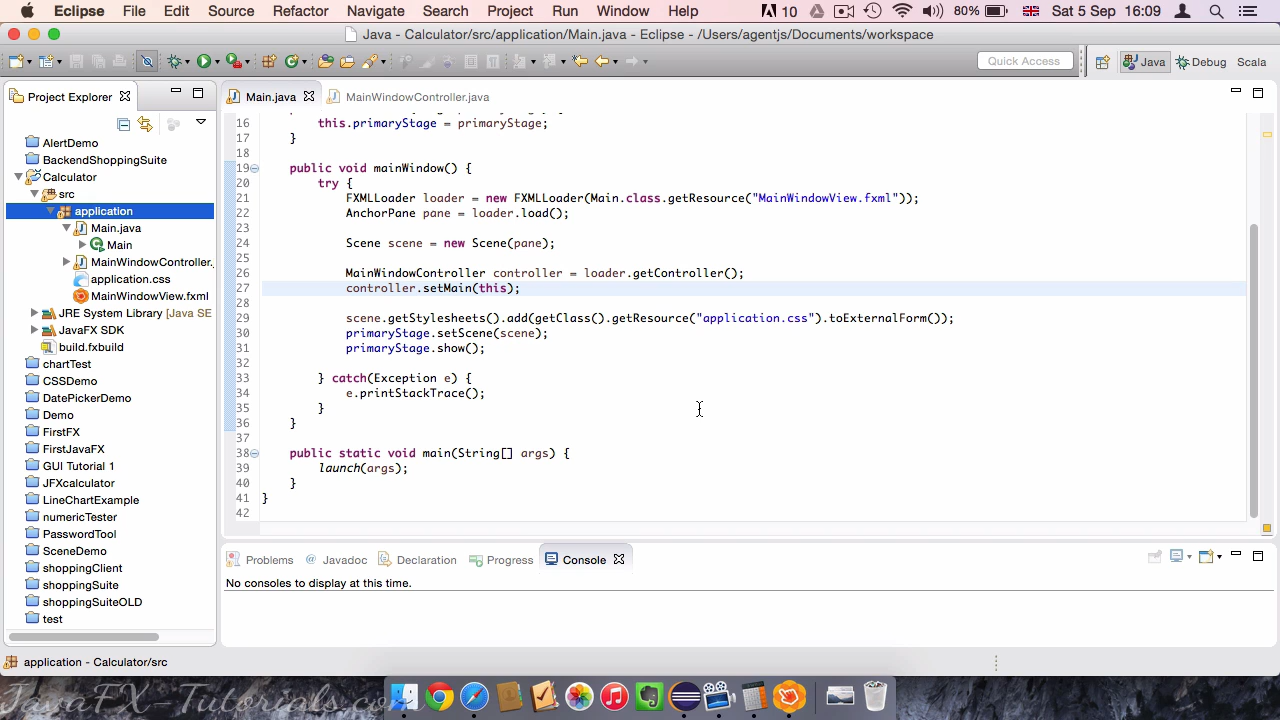 Eclipse File Edit Source Refactor Navigate Search Project Run Window Help 10 80% Sat 5 Sep 16:09
Java - Calculator/src/application/Main.java - Eclipse - /Users/agentjs/Documents/workspace
Quick Access Java Debug Scala
Project Explorer
AlertDemo
BackendShoppingSuite
Calculator
src
application
Main.java
Main
MainWindowController.
application.css
MainWindowView.fxml
JRE System Library [Java SE
JavaFX SDK
build.fxbuild
chartTest
CSSDemo
DatePickerDemo
Demo
FirstFX
FirstJavaFX
GUI Tutorial 1
JFXcalculator
LineChartExample
numericTester
PasswordTool
SceneDemo
shoppingClient
shoppingSuite
shoppingSuiteOLD
test
Main.java MainWindowController.java
16 this.primaryStage = primaryStage;
17 }
18
19 public void mainWindow() {
20 try {
21 FXMLLoader loader = new FXMLLoader(Main.class.getResource("MainWindowView.fxml"));
22 AnchorPane pane = loader.load();
23
24 Scene scene = new Scene(pane);
25
26 MainWindowController controller = loader.getController();
27 controller.setMain(this);
28
29 scene.getStylesheets().add(getClass().getResource("application.css").toExternalForm());
30 primaryStage.setScene(scene);
31 primaryStage.show();
32
33 } catch(Exception e) {
34 e.printStackTrace();
35 }
36 }
37
38 public static void main(String[] args) {
39 launch(args);
40 }
41 }
42
Problems @ Javadoc Declaration Progress Console
No consoles to display at this time.
application - Calculator/src
JavaFX-Tutorials.com